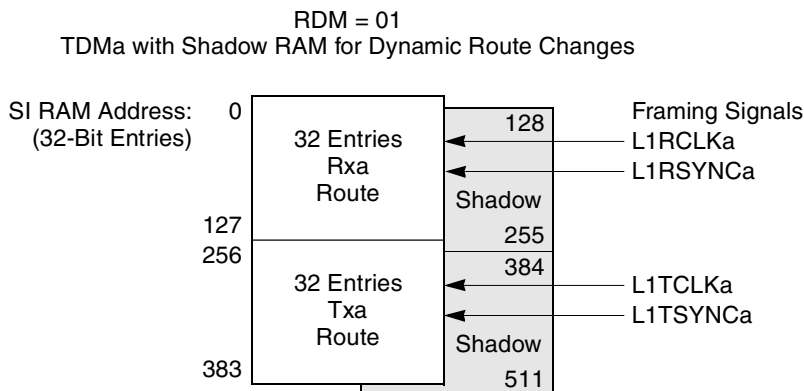 RDM = 01
TDMa with Shadow RAM for Dynamic Route Changes
SI RAM Address:
(32-Bit Entries)
0
127
256
383
32 Entries
Rxa
Route
32 Entries
Txa
Route
128
Shadow
255
384
Shadow
511
Framing Signals
L1RCLKa
L1RSYNCa
L1TCLKa
L1TSYNCa